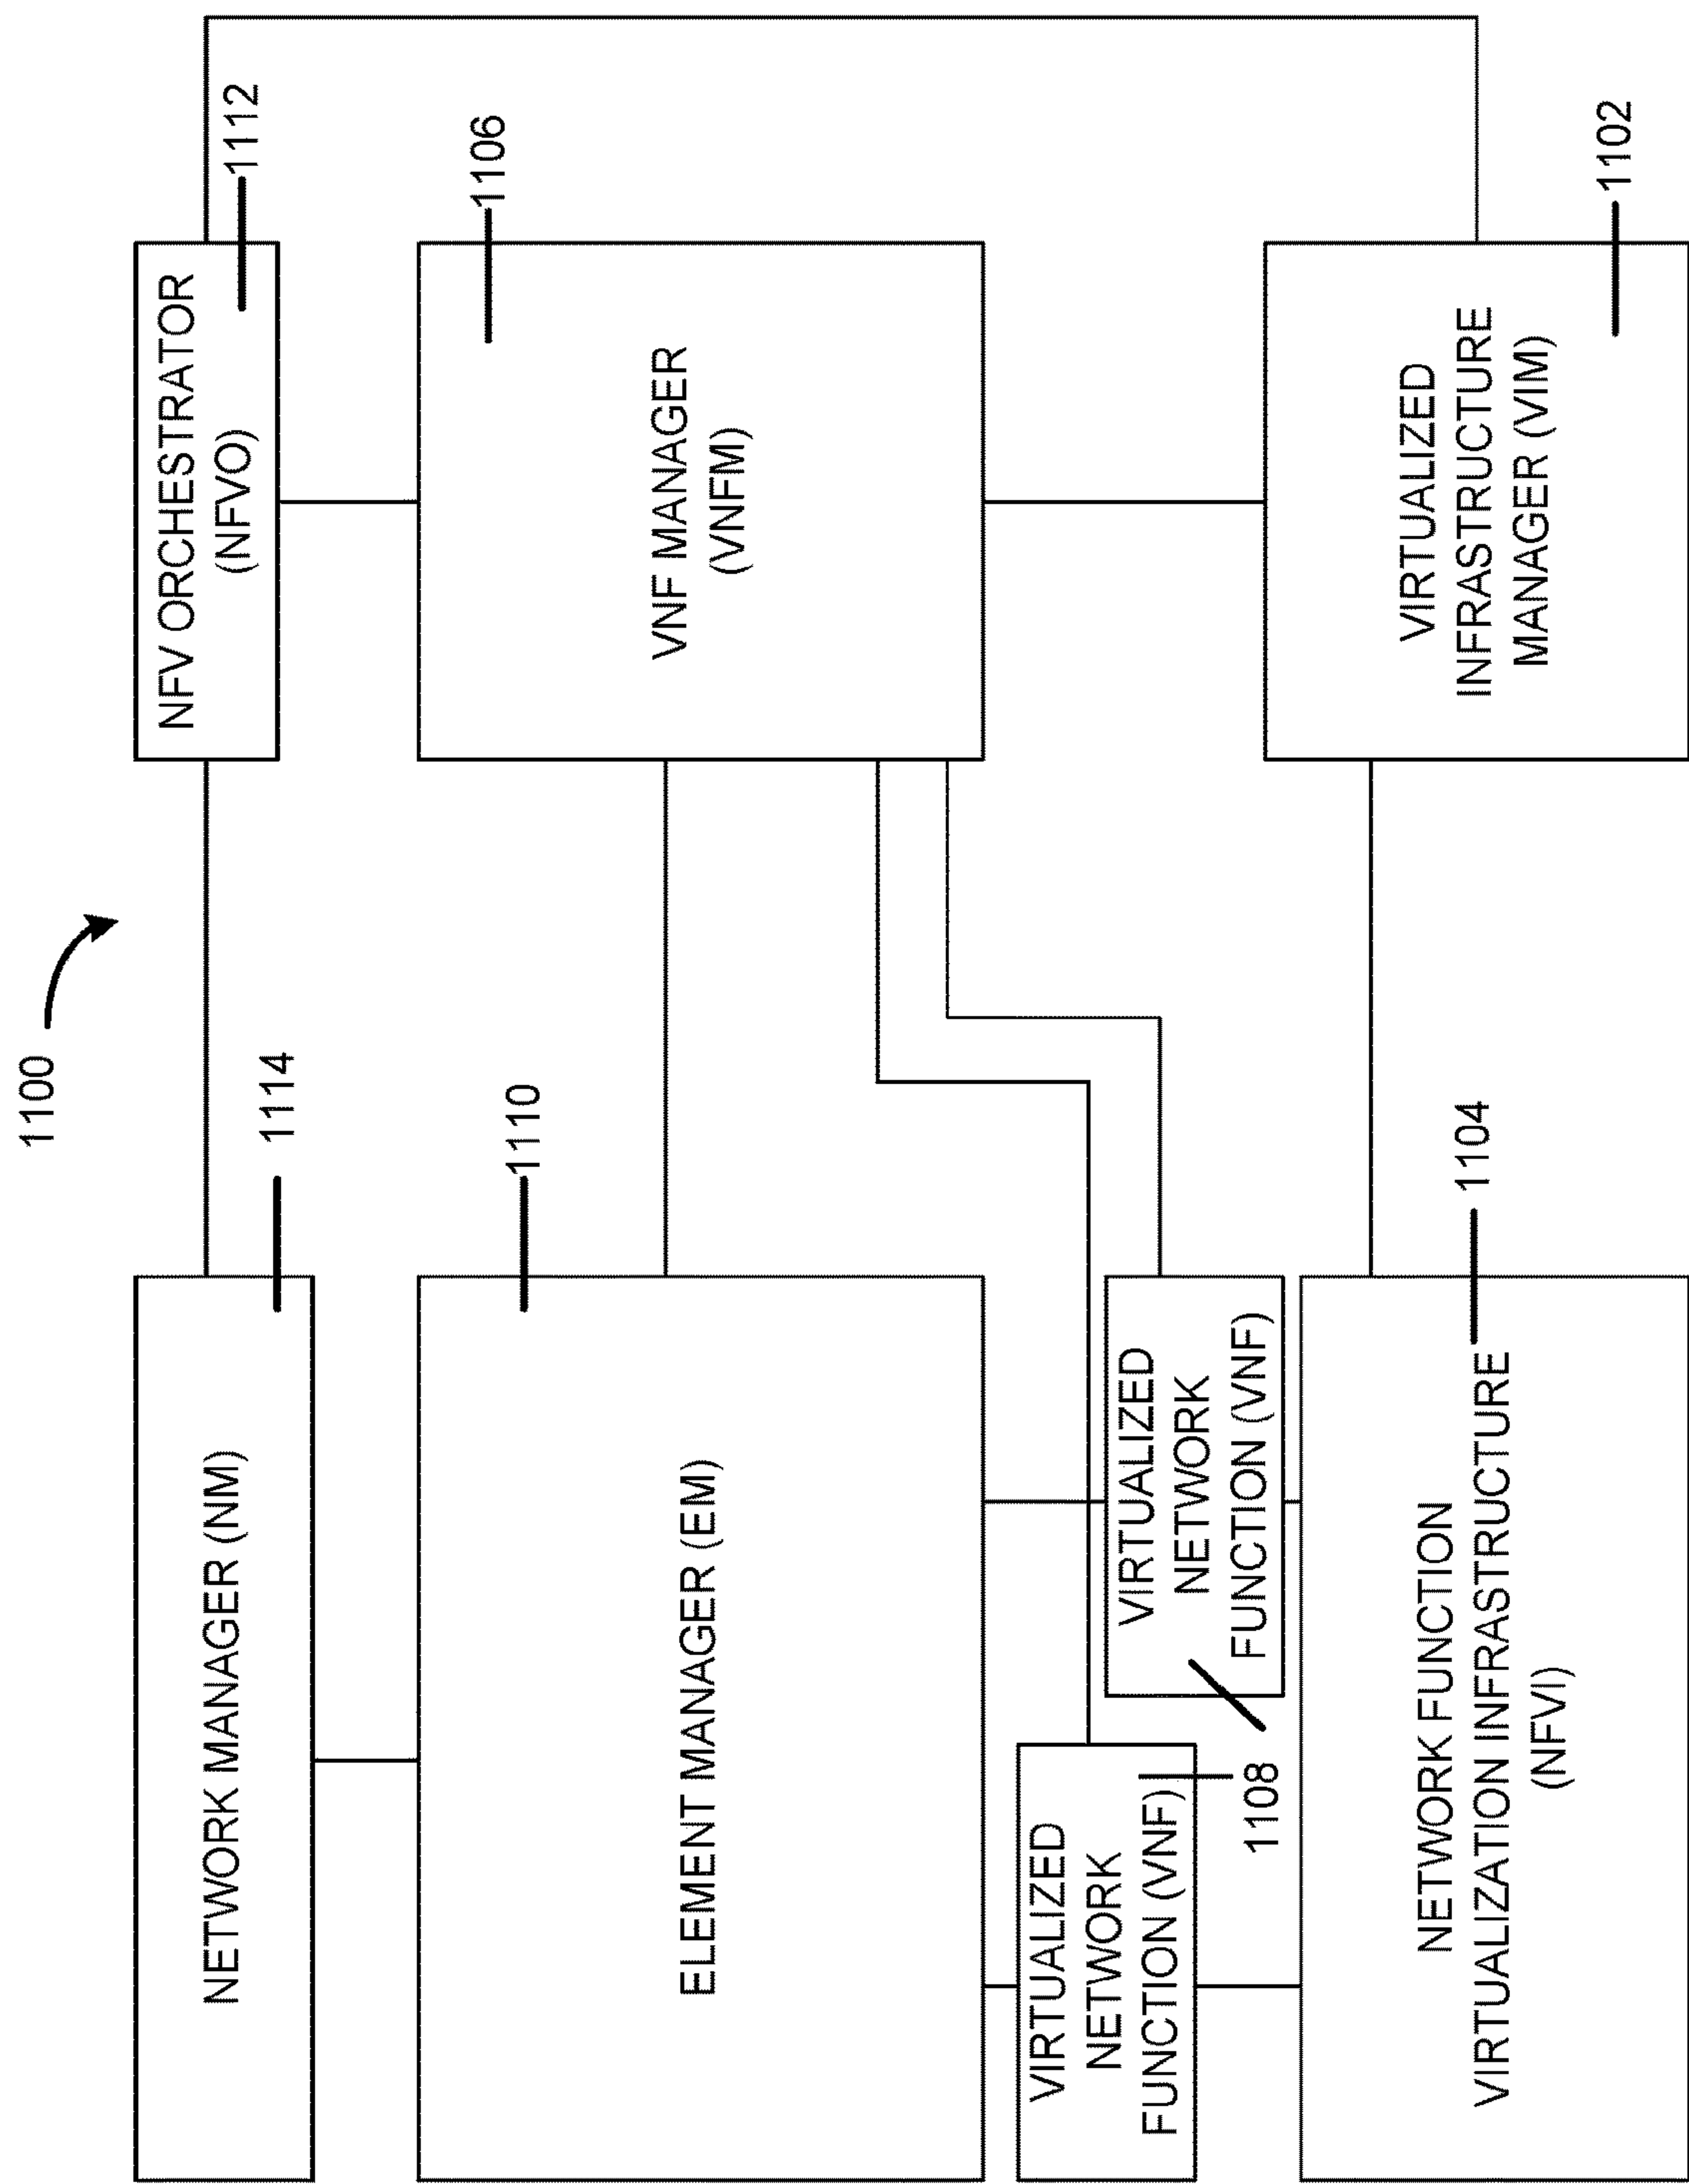 1100
NETWORK MANAGER (NM)
1114
NFV ORCHESTRATOR
(NFVO)
1112
ELEMENT MANAGER (EM)
1110
VNF MANAGER
(VNFM)
1106
VIRTUALIZED
NETWORK
FUNCTION (VNF)
1108
VIRTUALIZED
NETWORK
FUNCTION (VNF)
NETWORK FUNCTION
VIRTUALIZATION INFRASTRUCTURE
(NFVI)
1104
VIRTUALIZED
INFRASTRUCTURE
MANAGER (VIM)
1102